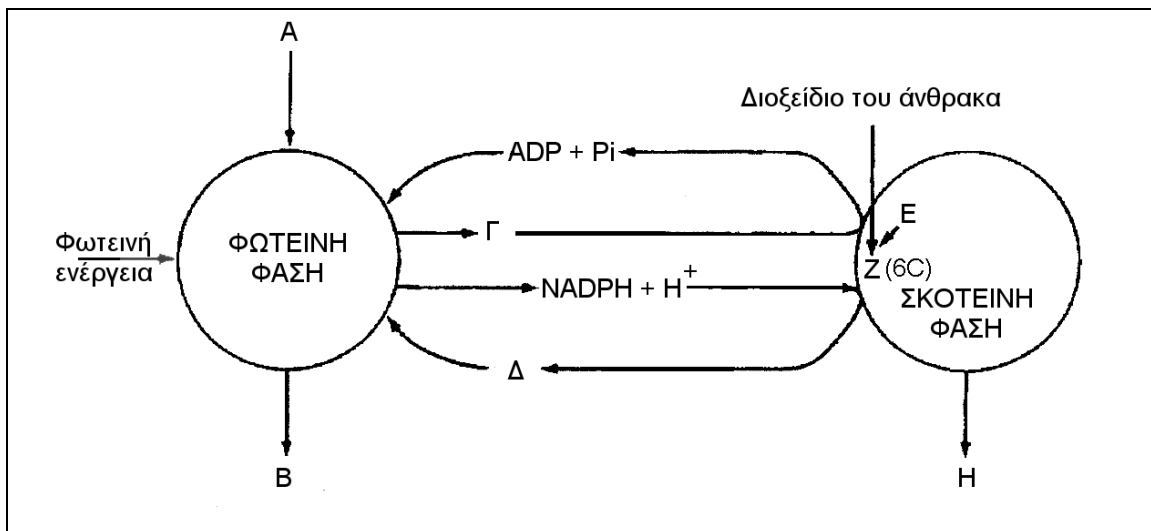 Α
Διοξείδιο του άνθρακα
ADP + Pi
Ε
Φωτεινή
ενέργεια
ΦΩΤΕΙΝΗ
ΦΑΣΗ
Γ
Ζ (6C)
NADPH + H⁺
ΣΚΟΤΕΙΝΗ
ΦΑΣΗ
Δ
Β
Η